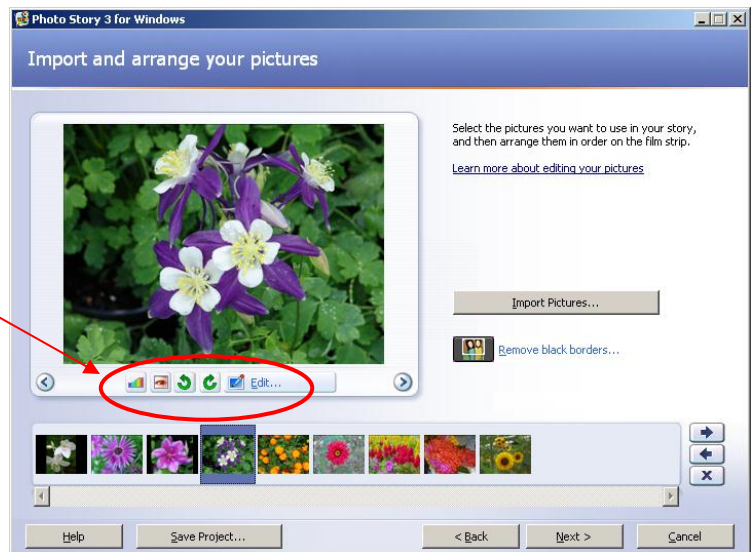 Photo Story 3 for Windows
Import and arrange your pictures
Select the pictures you want to use in your story,
and then arrange them in order on the film strip.
Learn more about editing your pictures
Import Pictures...
Remove black borders...
Edit...
Help
Save Project...
< Back
Next >
Cancel